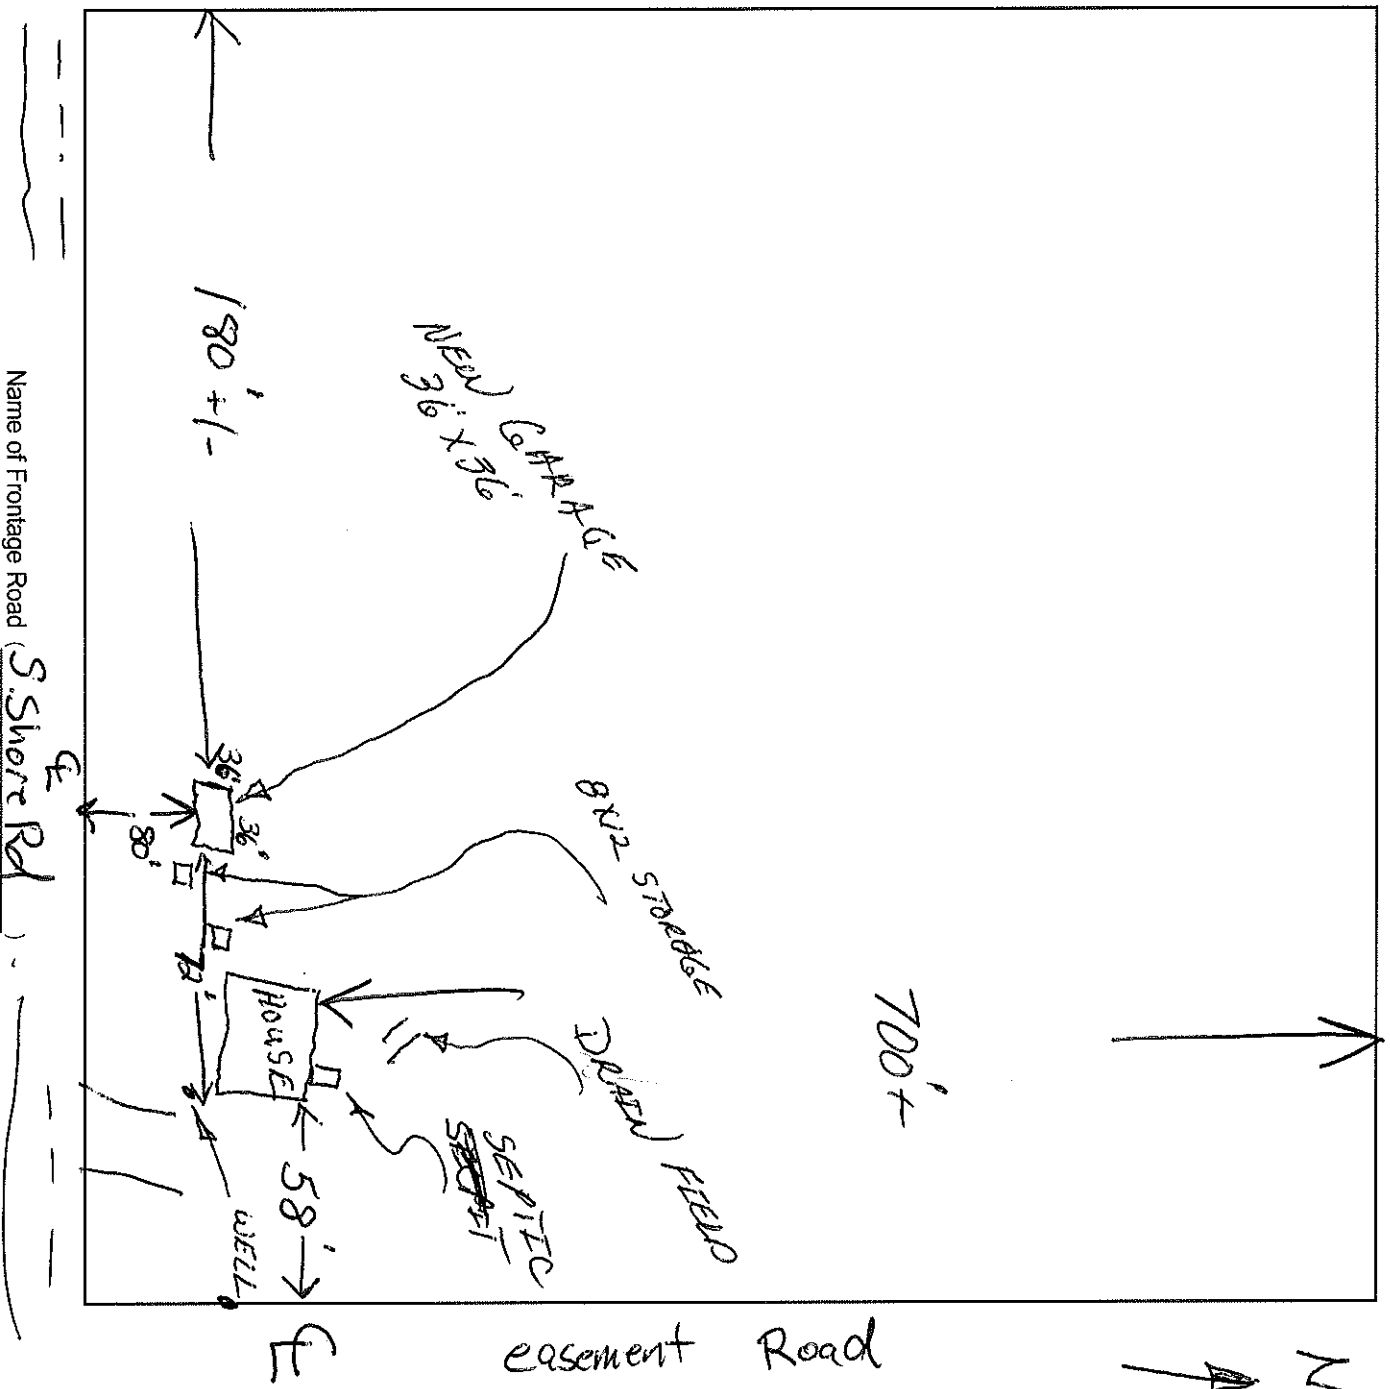 N
700'+
NEW GARAGE
36' X 36'
8X12 STORAGE
DRAIN FIELD
SEPTIC
180' +/-
36'
36'
80'
72'
HOUSE
58'
WELL
℄
easement Road
℄
Name of Frontage Road (S. Shore Rd)